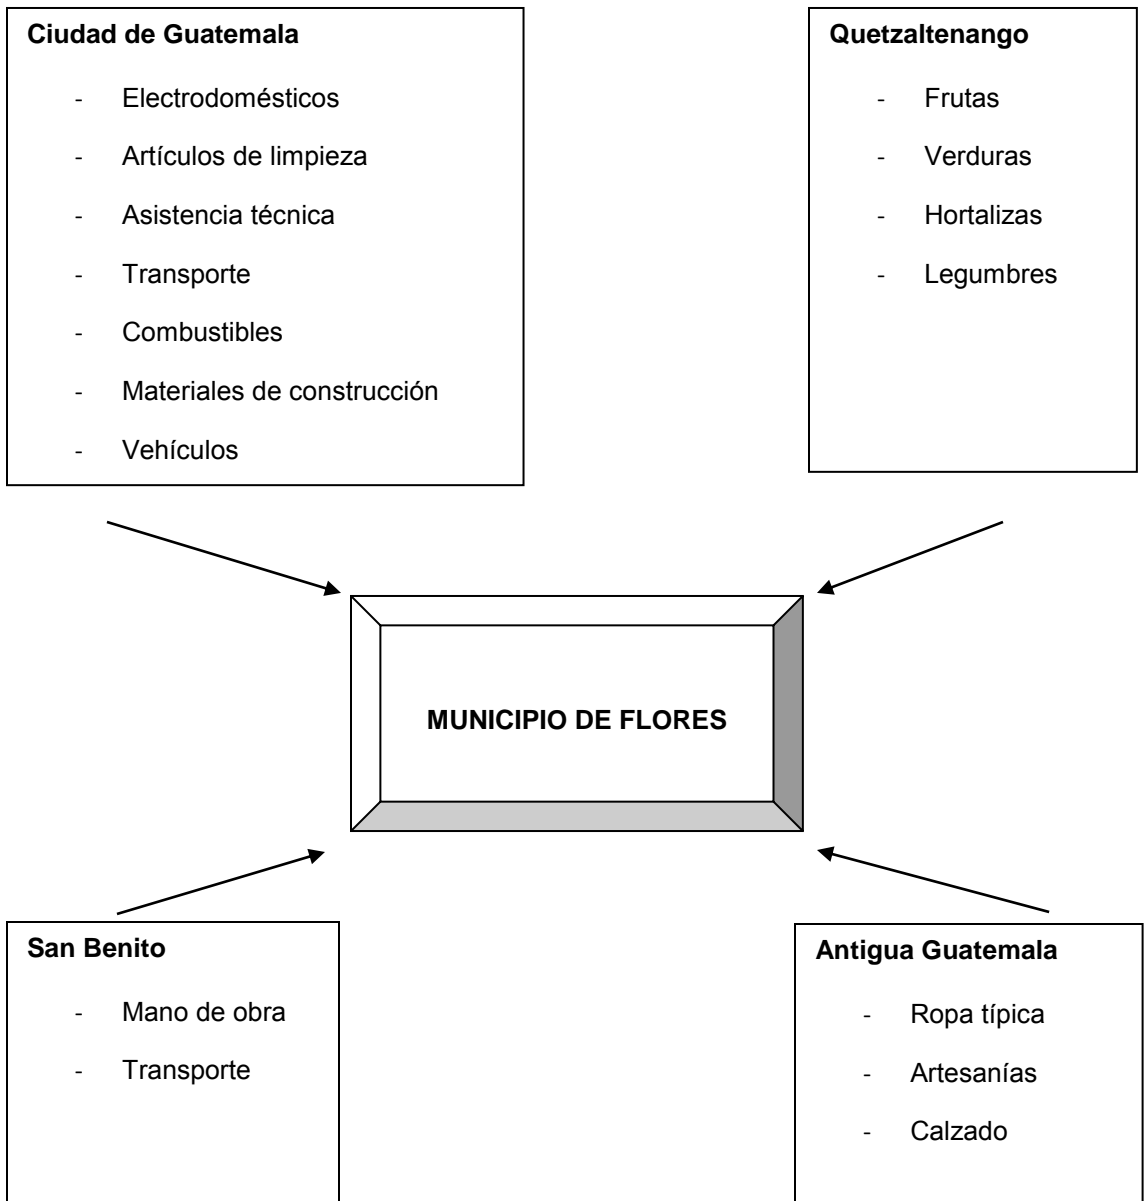 Ciudad de Guatemala
- Electrodomésticos
- Artículos de limpieza
- Asistencia técnica
- Transporte
- Combustibles
- Materiales de construcción
- Vehículos
Quetzaltenango
- Frutas
- Verduras
- Hortalizas
- Legumbres
MUNICIPIO DE FLORES
San Benito
- Mano de obra
- Transporte
Antigua Guatemala
- Ropa típica
- Artesanías
- Calzado